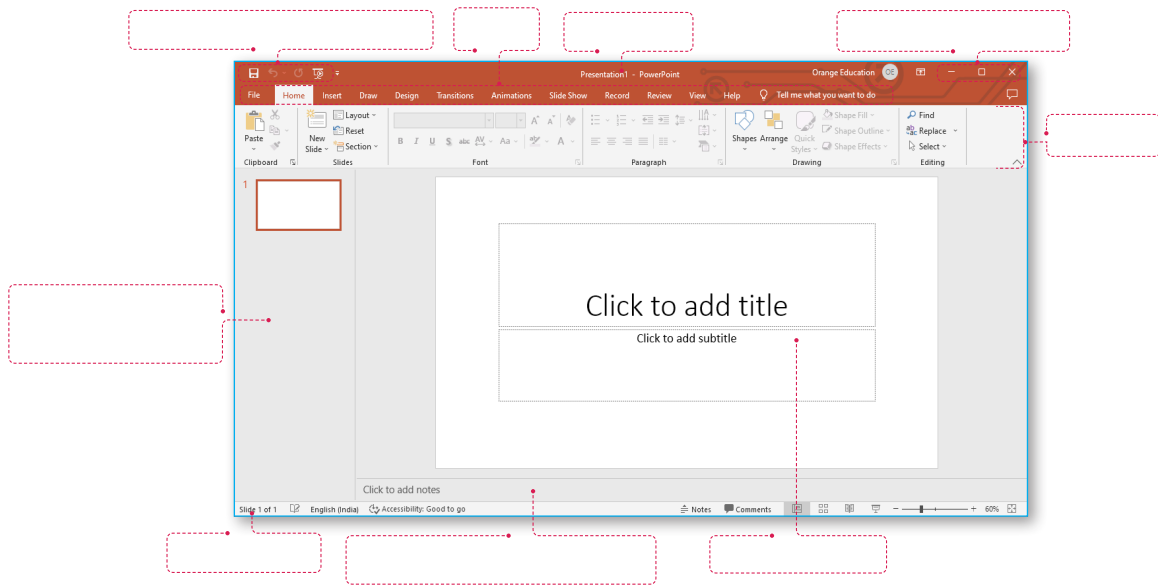 Presentation1 - PowerPoint
Orange Education OE
File Home Insert Draw Design Transitions Animations Slide Show Record Review View Help Tell me what you want to do
Paste
Clipboard
New
Slide
Layout
Reset
Section
Slides
B I U S abc AV Aa A A A A
Font
Paragraph
Shapes Arrange Quick
Styles
Shape Fill
Shape Outline
Shape Effects
Drawing
Find
Replace
Select
Editing
1
Click to add title
Click to add subtitle
Click to add notes
Slide 1 of 1 English (India) Accessibility: Good to go Notes Comments 60%